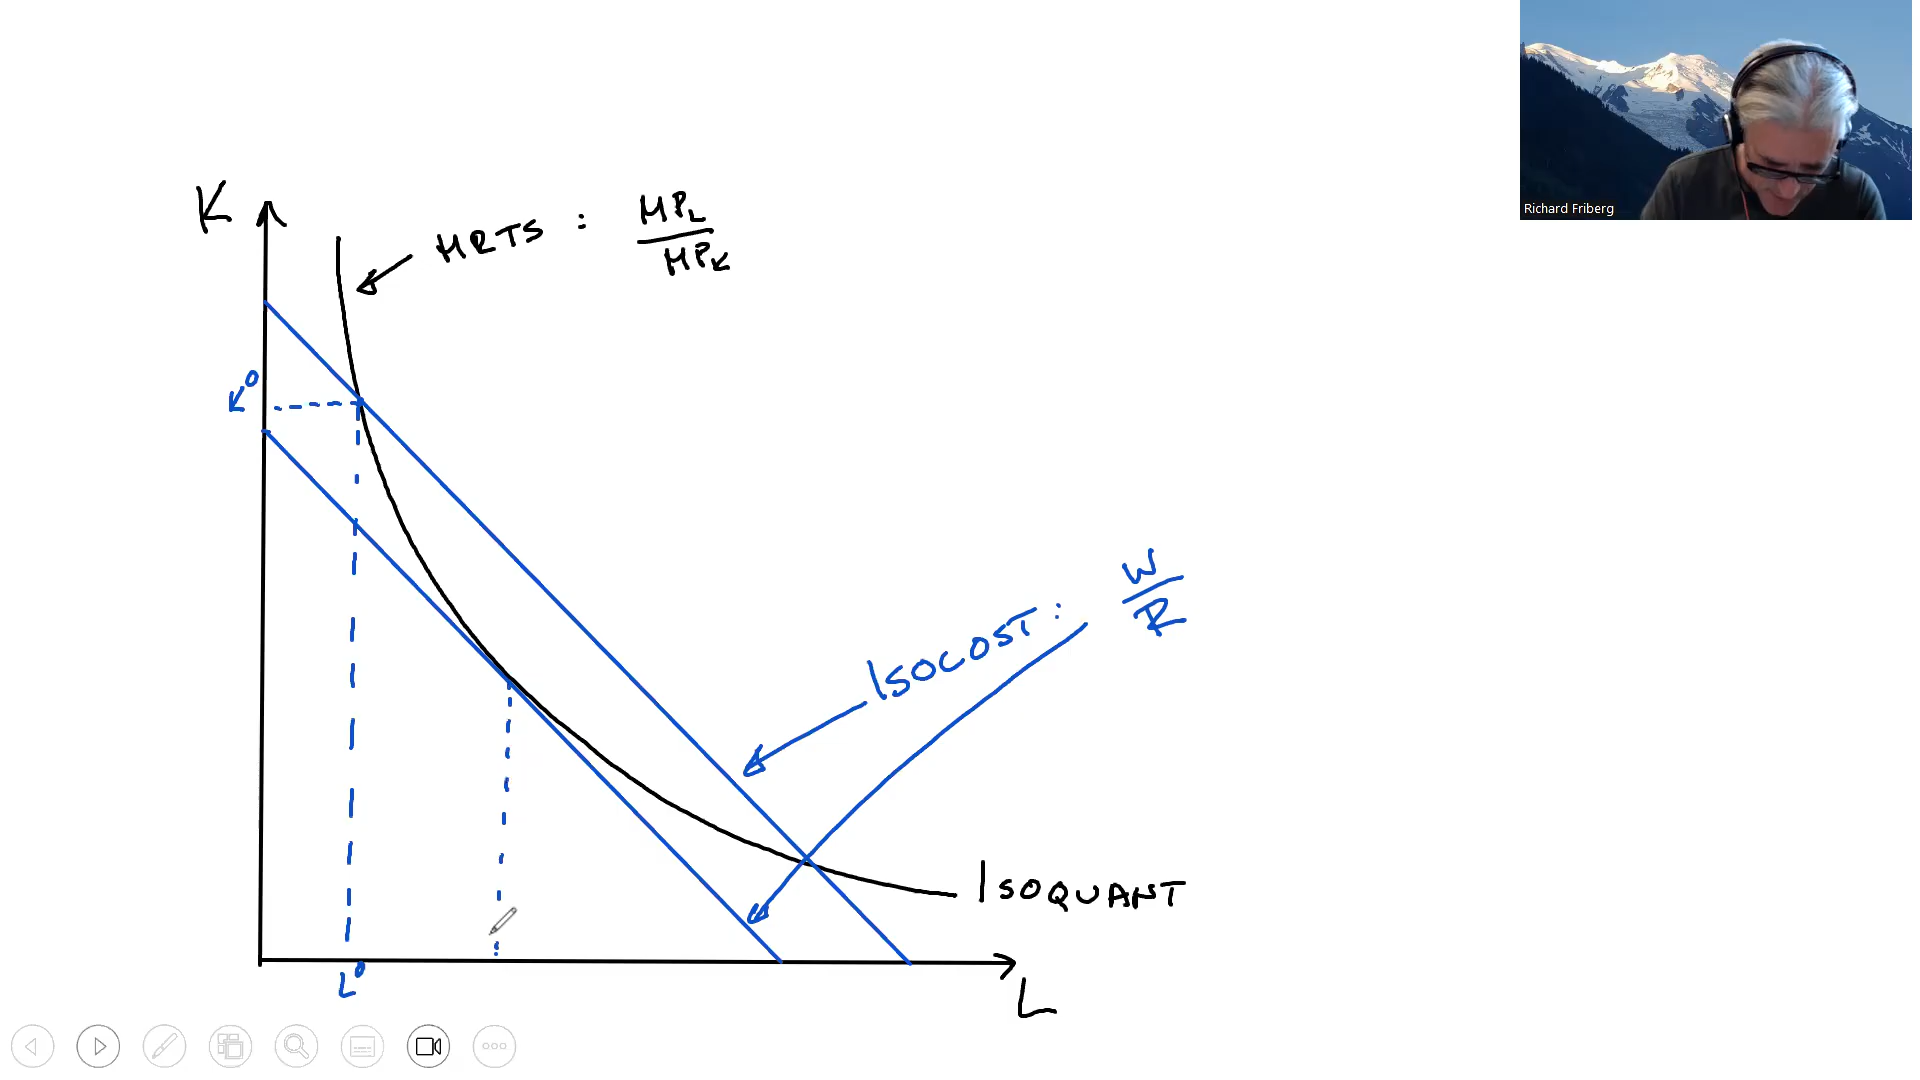 Richard Friberg
K
MRTS : MPL
MPK
K0
W
R
ISOCOST:
ISOQUANT
L0
L